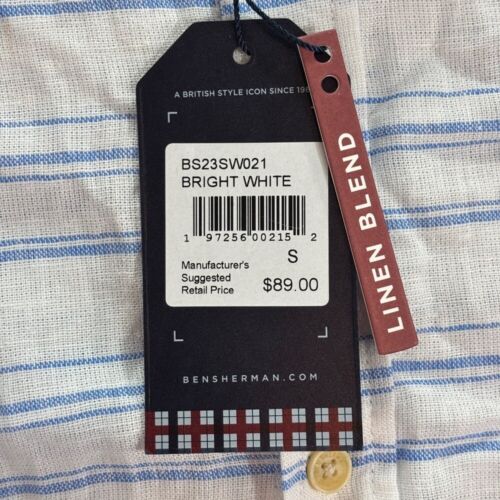 A BRITISH STYLE ICON SINCE
BS23SW021
BRIGHT WHITE
1 97256 00215 2
S
Manufacturer's
Suggested
Retail Price
$89.00
BENSHERMAN.COM
LINEN BLEND